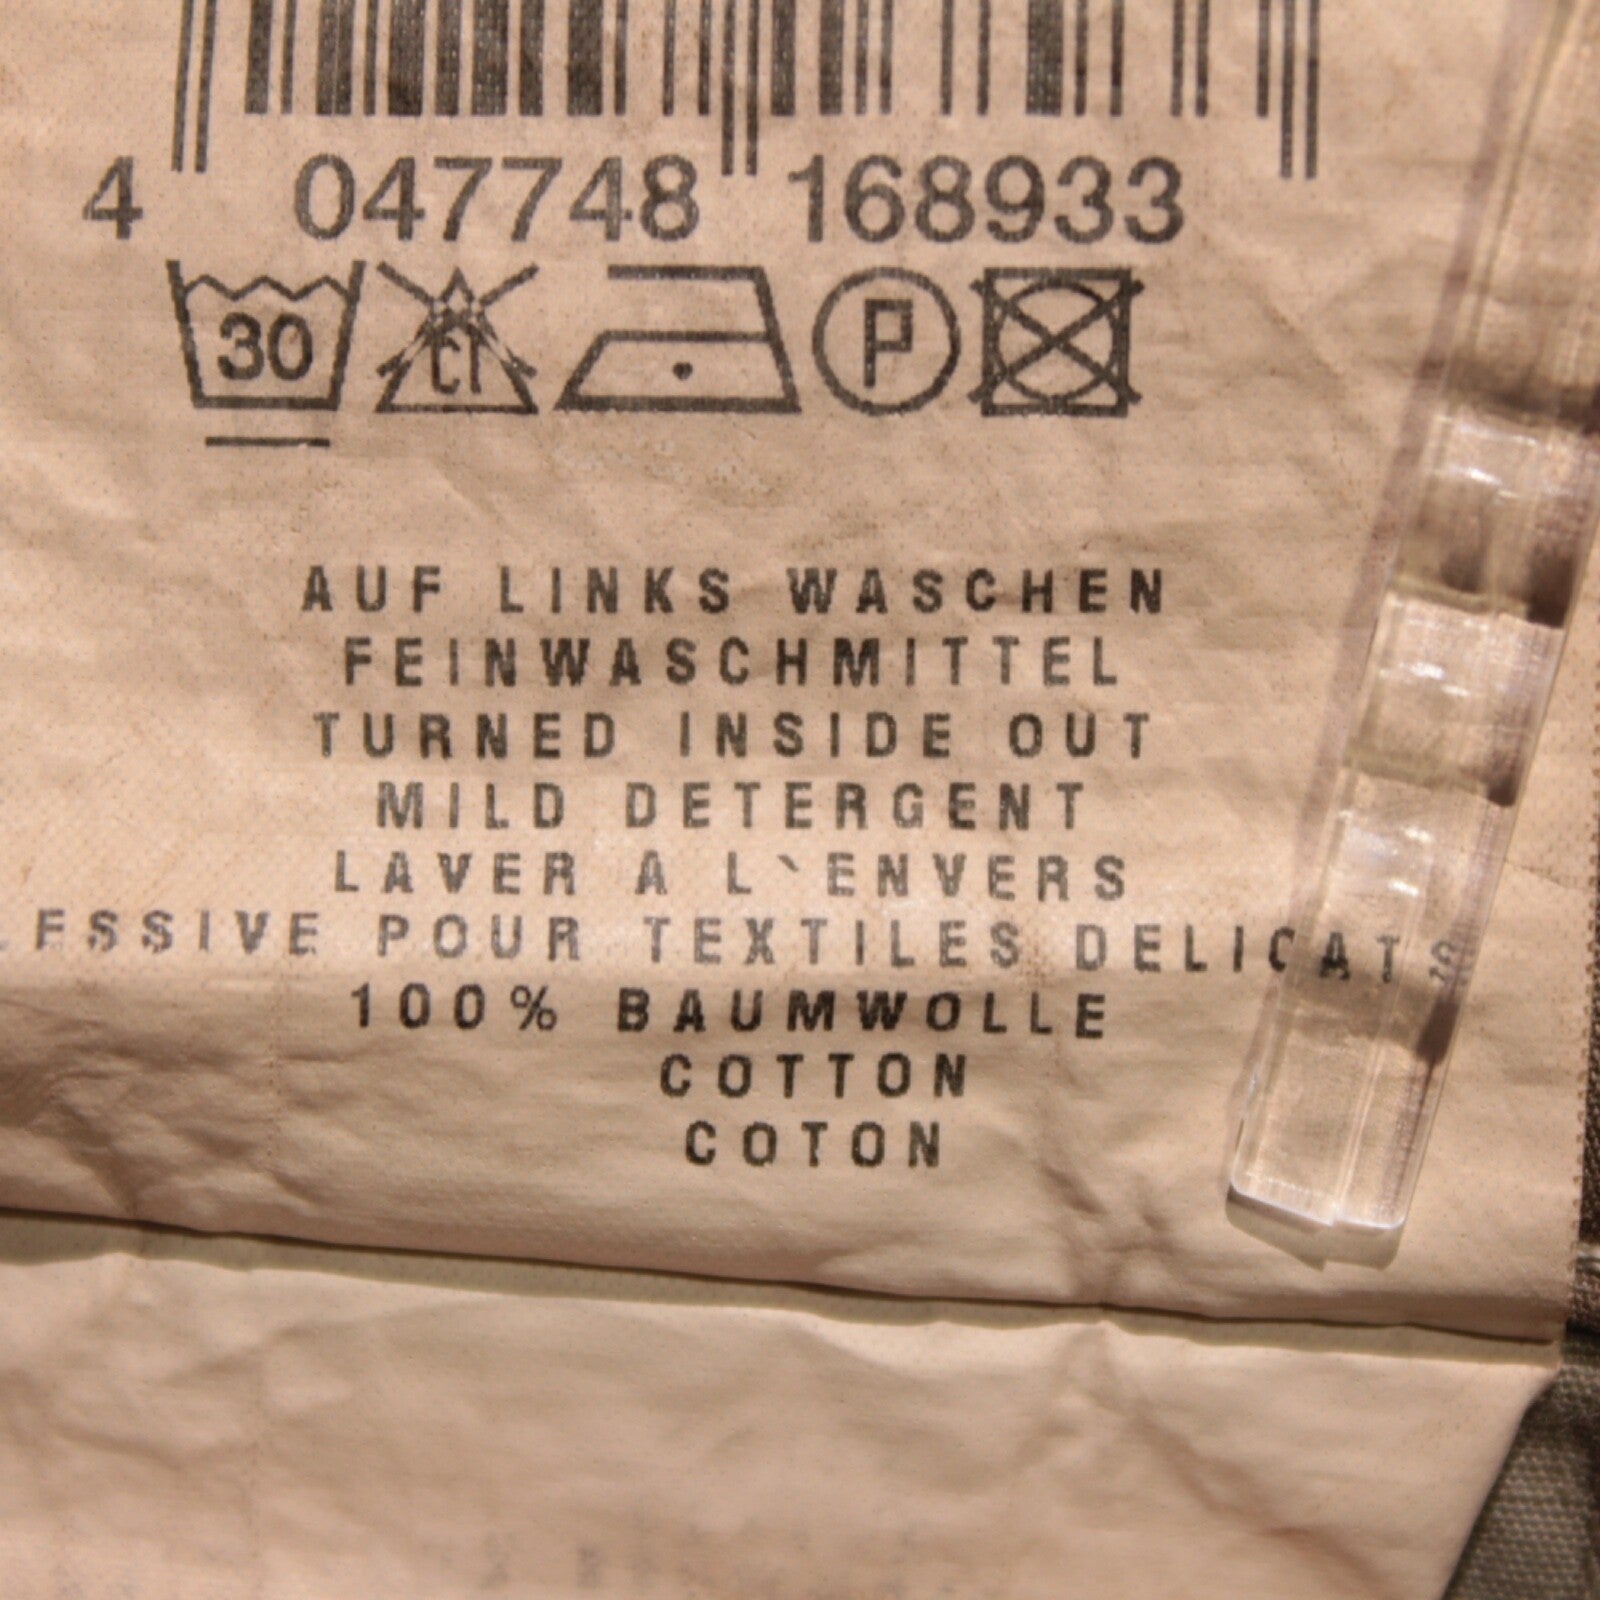 4 047748 168933
30 Cl P
AUF LINKS WASCHEN
FEINWASCHMITTEL
TURNED INSIDE OUT
MILD DETERGENT
LAVER A L`ENVERS
LESSIVE POUR TEXTILES DELICATS
100% BAUMWOLLE
COTTON
COTON